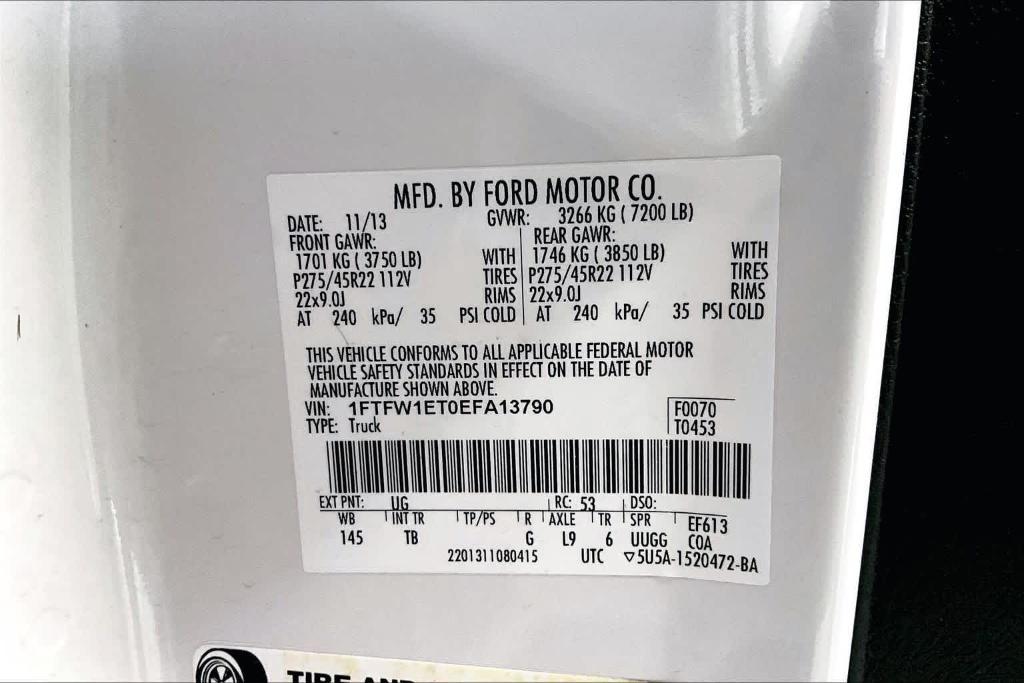 MFD. BY FORD MOTOR CO.
DATE: 11/13 GVWR: 3266 KG ( 7200 LB)
FRONT GAWR: REAR GAWR:
1701 KG ( 3750 LB) WITH 1746 KG ( 3850 LB) WITH
P275/45R22 112V TIRES P275/45R22 112V TIRES
22x9.0J RIMS 22x9.0J RIMS
AT 240 kPa/ 35 PSI COLD AT 240 kPa/ 35 PSI COLD
THIS VEHICLE CONFORMS TO ALL APPLICABLE FEDERAL MOTOR
VEHICLE SAFETY STANDARDS IN EFFECT ON THE DATE OF
MANUFACTURE SHOWN ABOVE.
VIN: 1FTFW1ET0EFA13790 F0070
TYPE: Truck T0453
EXT PNT: UG RC: 53 DSO:
WB INT TR TP/PS R AXLE TR SPR EF613
145 TB G L9 6 UUGG COA
2201311080415 UTC ▽5U5A-1520472-BA
TIRE AND